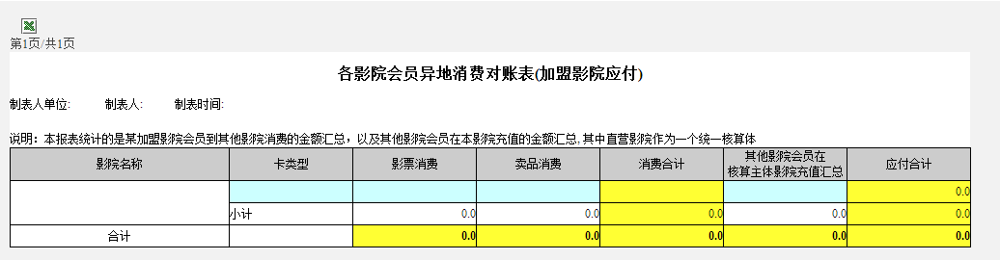 第1页/共1页
各影院会员异地消费对账表(加盟影院应付)
制表人单位: 制表人: 制表时间:
说明：本报表统计的是某加盟影院会员到其他影院消费的金额汇总，以及其他影院会员在本影院充值的金额汇总,其中直营影院作为一个统一核算体
影院名称 卡类型 影票消费 卖品消费 消费合计 其他影院会员在 应付合计
核算主体影院充值汇总
0.0
小计 0.0 0.0 0.0 0.0 0.0
合计 0.0 0.0 0.0 0.0 0.0